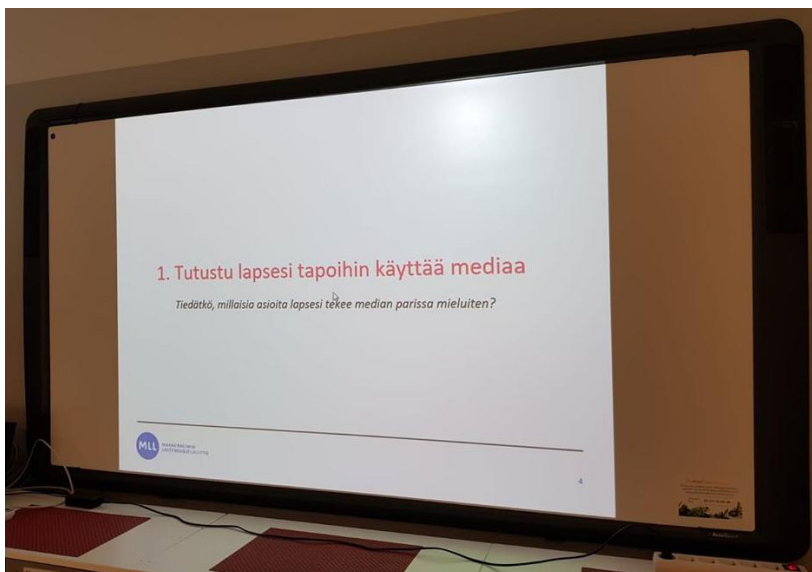 1. Tutustu lapsesi tapoihin käyttää mediaa
Tiedätkö, millaisia asioita lapsesi tekee median parissa mieluiten?
MLL
4